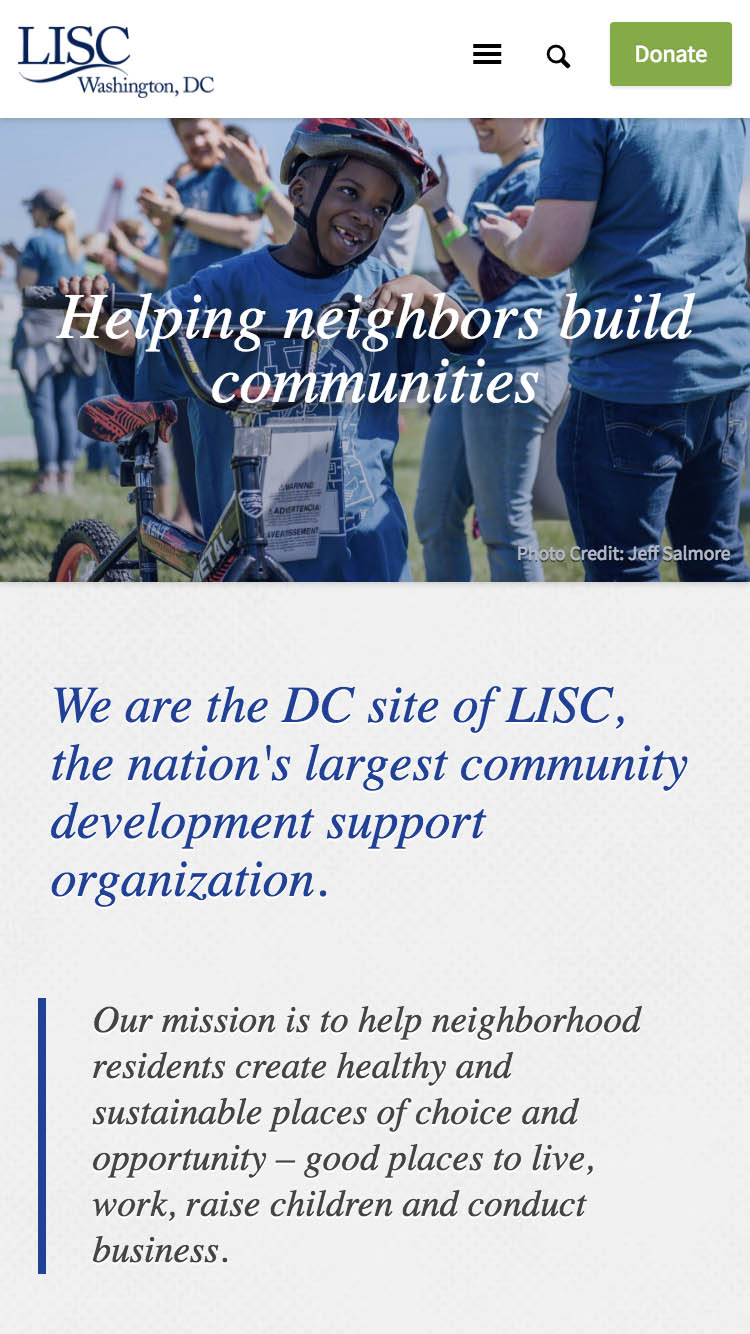 LISC
Washington, DC
Donate
Helping neighbors build
communities
WARNING
ADVERTENCIA
AVERTISSEMENT
METAL
Photo Credit: Jeff Salmore
We are the DC site of LISC,
the nation's largest community
development support
organization.
Our mission is to help neighborhood
residents create healthy and
sustainable places of choice and
opportunity – good places to live,
work, raise children and conduct
business.